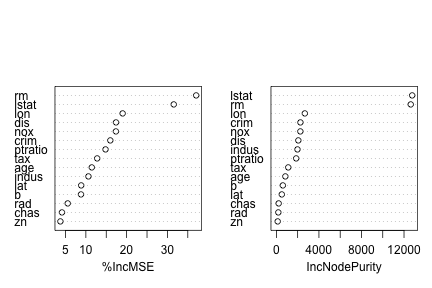 rm
lstat
lon
dis
nox
crim
ptratio
tax
age
indus
lat
b
rad
chas
zn
5 10 20 30
%IncMSE
lstat
rm
lon
crim
nox
dis
indus
ptratio
tax
age
b
lat
chas
rad
zn
0 4000 8000 12000
IncNodePurity